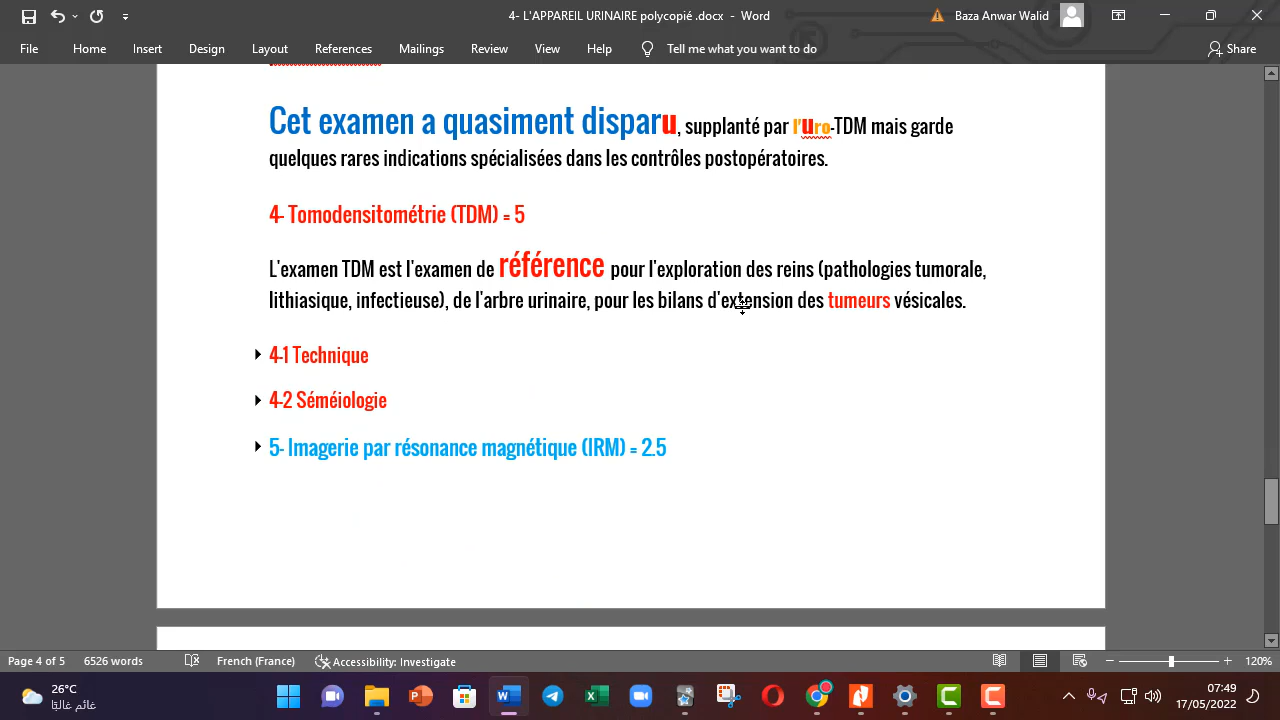 4- L'APPAREIL URINAIRE polycopié .docx - Word
Baza Anwar Walid
File Home Insert Design Layout References Mailings Review View Help Tell me what you want to do Share
Cet examen a quasiment disparu, supplanté par l'uro-TDM mais garde
quelques rares indications spécialisées dans les contrôles postopératoires.
4- Tomodensitométrie (TDM) = 5
L'examen TDM est l'examen de référence pour l'exploration des reins (pathologies tumorale,
lithiasique, infectieuse), de l'arbre urinaire, pour les bilans d'extension des tumeurs vésicales.
4-1 Technique
4-2 Séméiologie
5- Imagerie par résonance magnétique (IRM) = 2.5
Page 4 of 5 6526 words French (France) Accessibility: Investigate 120%
26°C
غائم غالبًا
07:49
17/05/2022